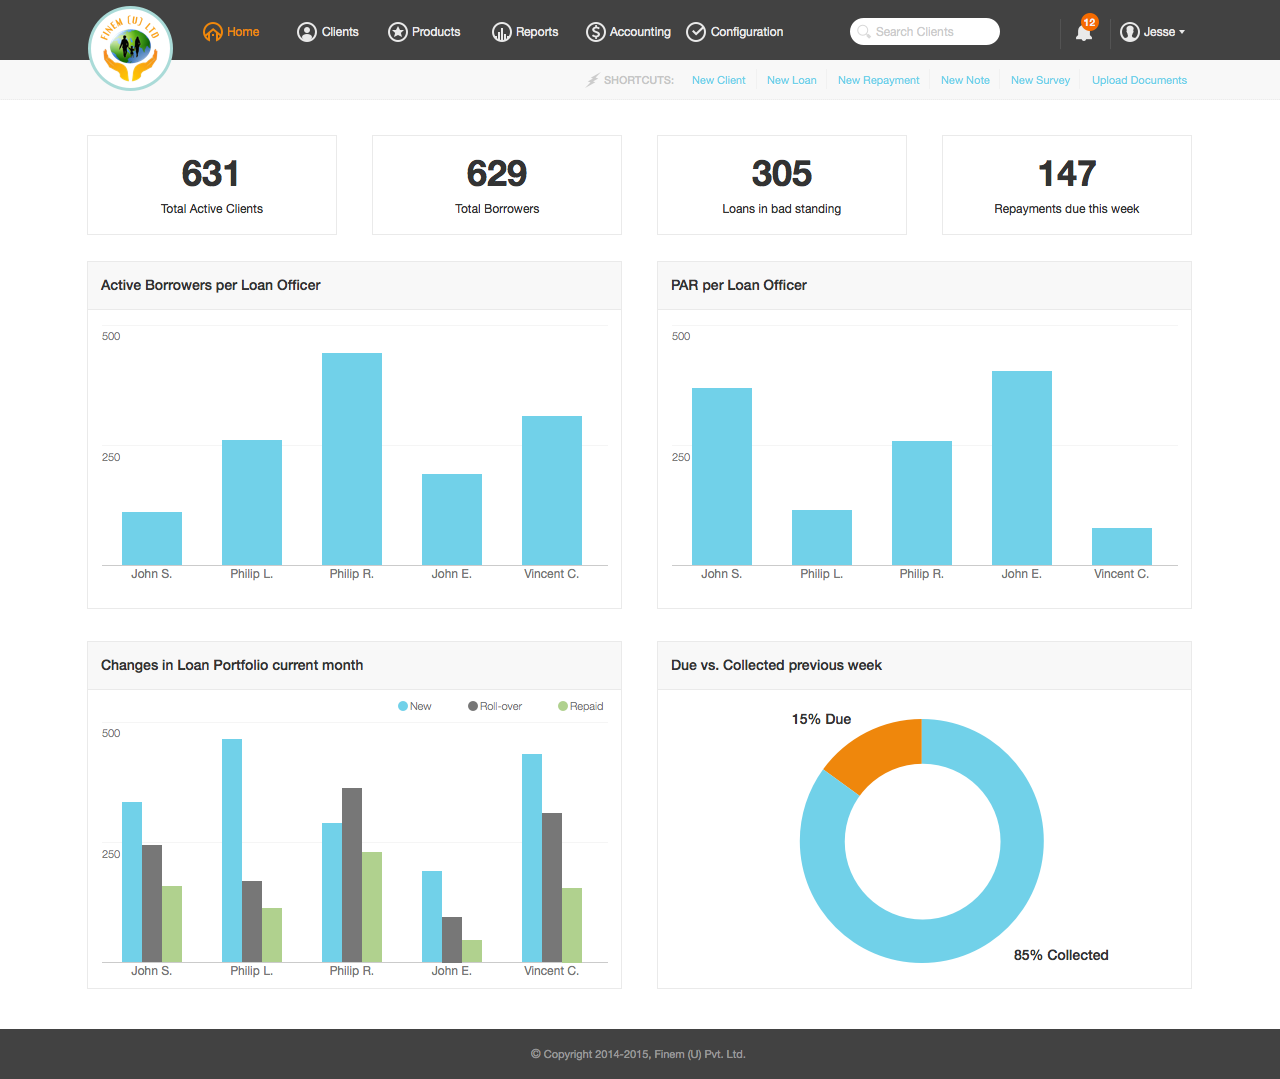 FINEM (U) LTD
Home Clients Products Reports Accounting Configuration Search Clients 12 Jesse
SHORTCUTS: New Client New Loan New Repayment New Note New Survey Upload Documents
631 629 305 147
Total Active Clients Total Borrowers Loans in bad standing Repayments due this week
Active Borrowers per Loan Officer
500
250
John S. Philip L. Philip R. John E. Vincent C.
PAR per Loan Officer
500
250
John S. Philip L. Philip R. John E. Vincent C.
Changes in Loan Portfolio current month
New Roll-over Repaid
500
250
John S. Philip L. Philip R. John E. Vincent C.
Due vs. Collected previous week
15% Due
85% Collected
© Copyright 2014-2015, Finem (U) Pvt. Ltd.